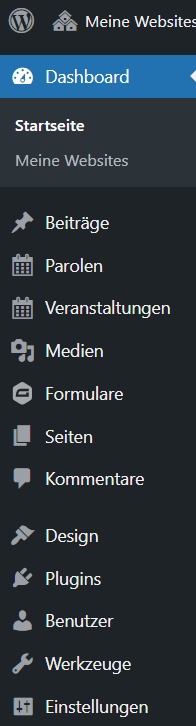 Meine Websites
Dashboard
Startseite
Meine Websites
Beiträge
Parolen
Veranstaltungen
Medien
Formulare
Seiten
Kommentare
Design
Plugins
Benutzer
Werkzeuge
Einstellungen